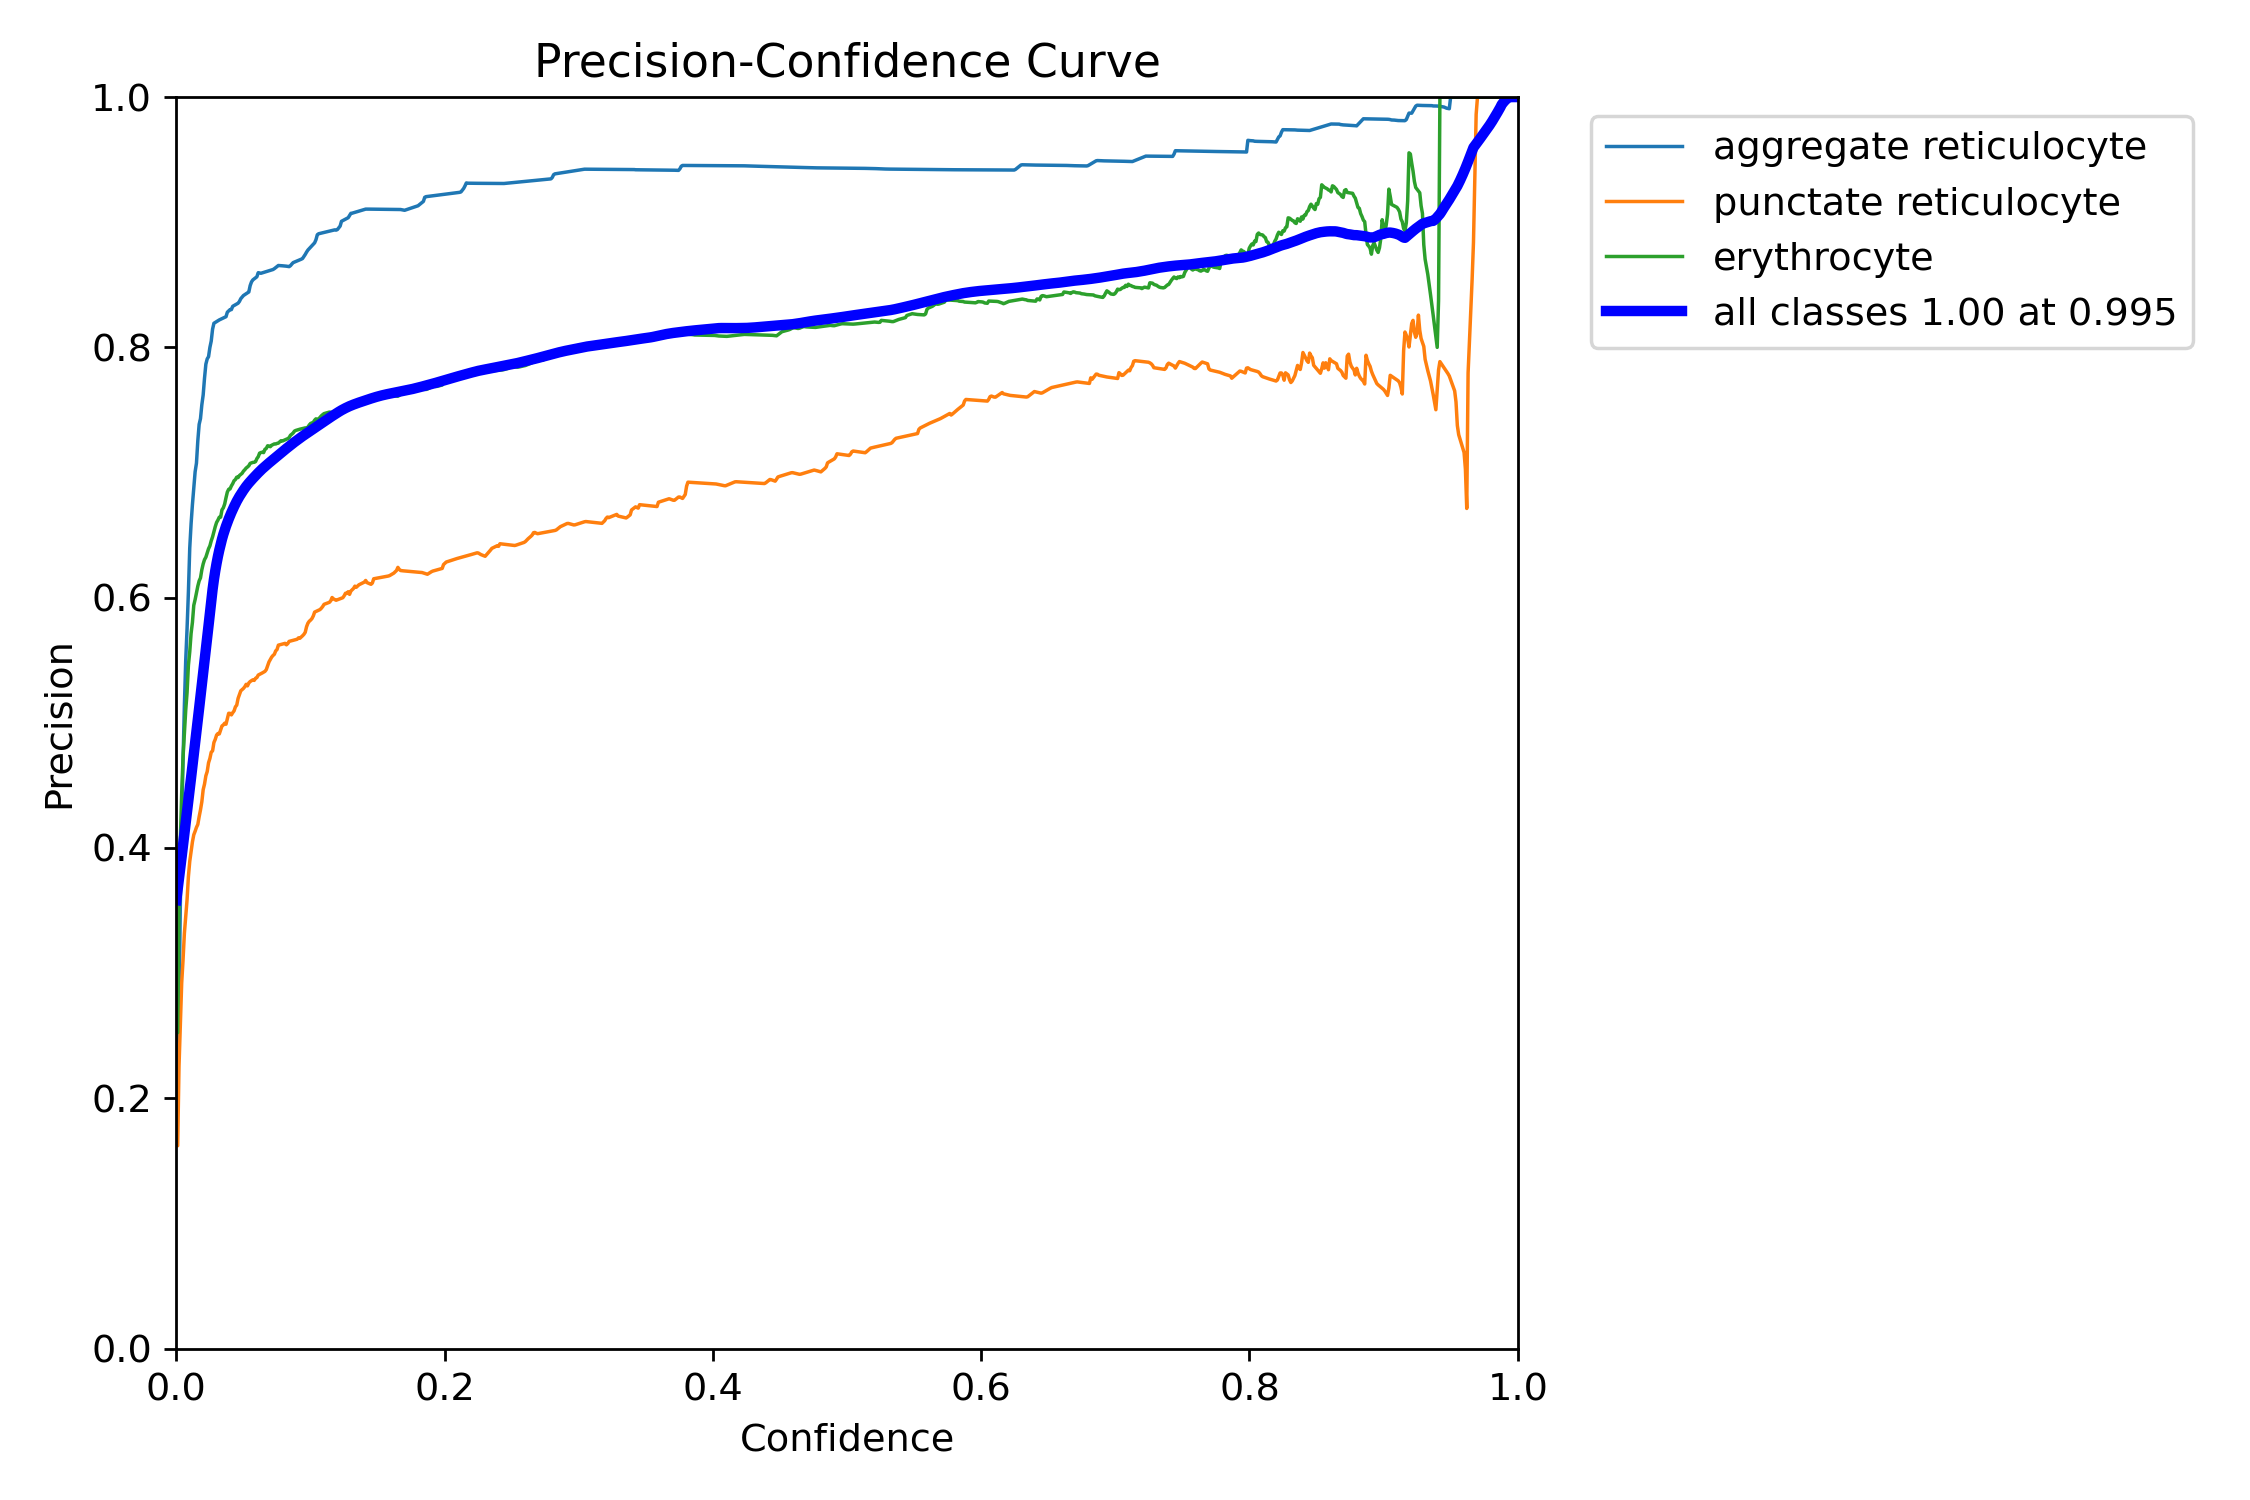 Precision-Confidence Curve
1.0
0.8
0.6
0.4
0.2
0.0
Precision
0.0 0.2 0.4 0.6 0.8 1.0
Confidence
aggregate reticulocyte
punctate reticulocyte
erythrocyte
all classes 1.00 at 0.995